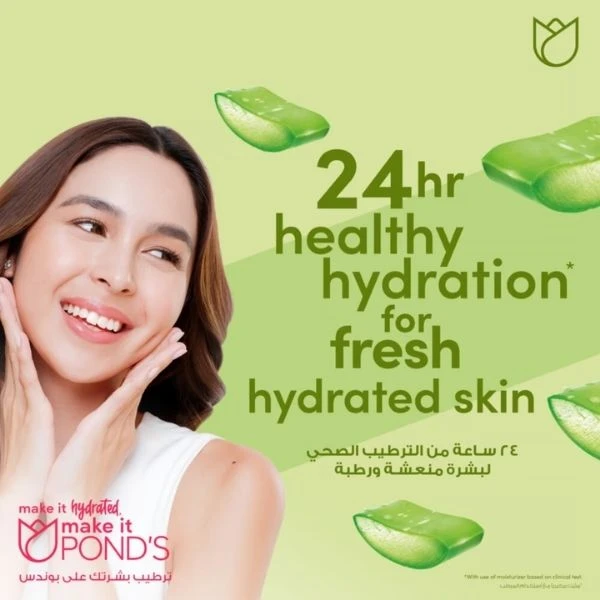 24hr
healthy
hydration*
for
fresh
hydrated skin
٢٤ ساعة من الترطيب الصحي
لبشرة منعشة ورطبة
make it hydrated.
make it
POND'S
ترطيب بشرتك على بوندس
*With use of moisturizer based on clinical test.